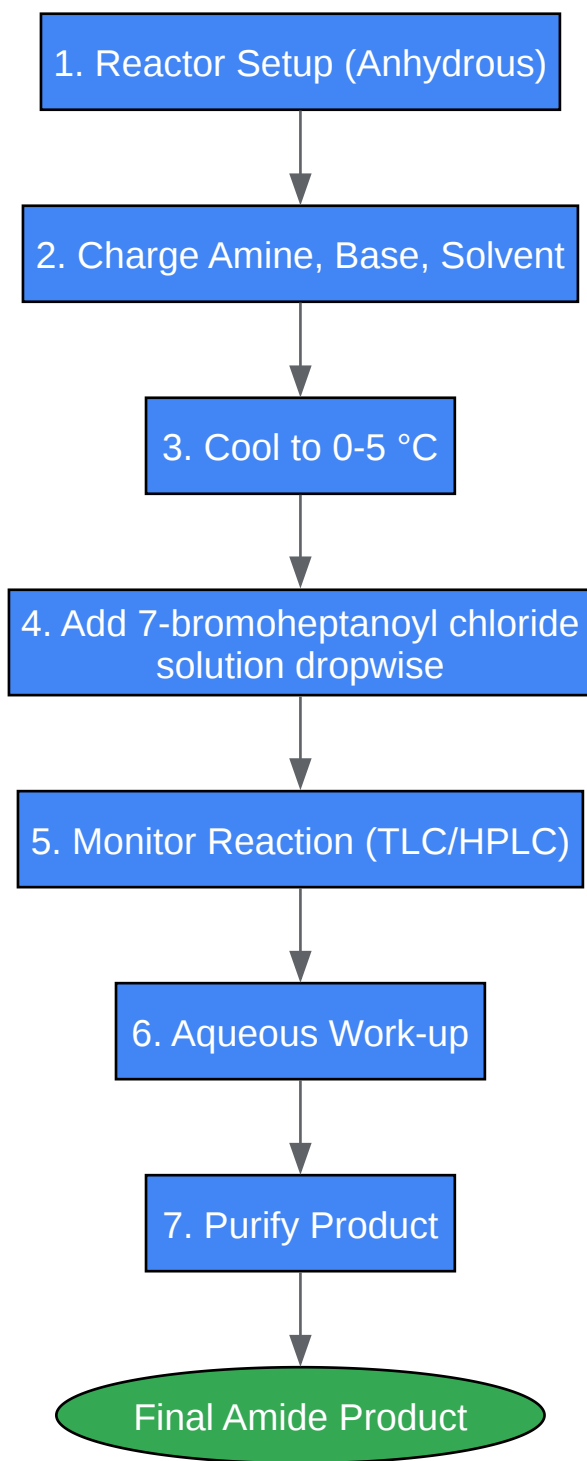 1. Reactor Setup (Anhydrous)
2. Charge Amine, Base, Solvent
3. Cool to 0-5 °C
4. Add 7-bromoheptanoyl chloride
solution dropwise
5. Monitor Reaction (TLC/HPLC)
6. Aqueous Work-up
7. Purify Product
Final Amide Product